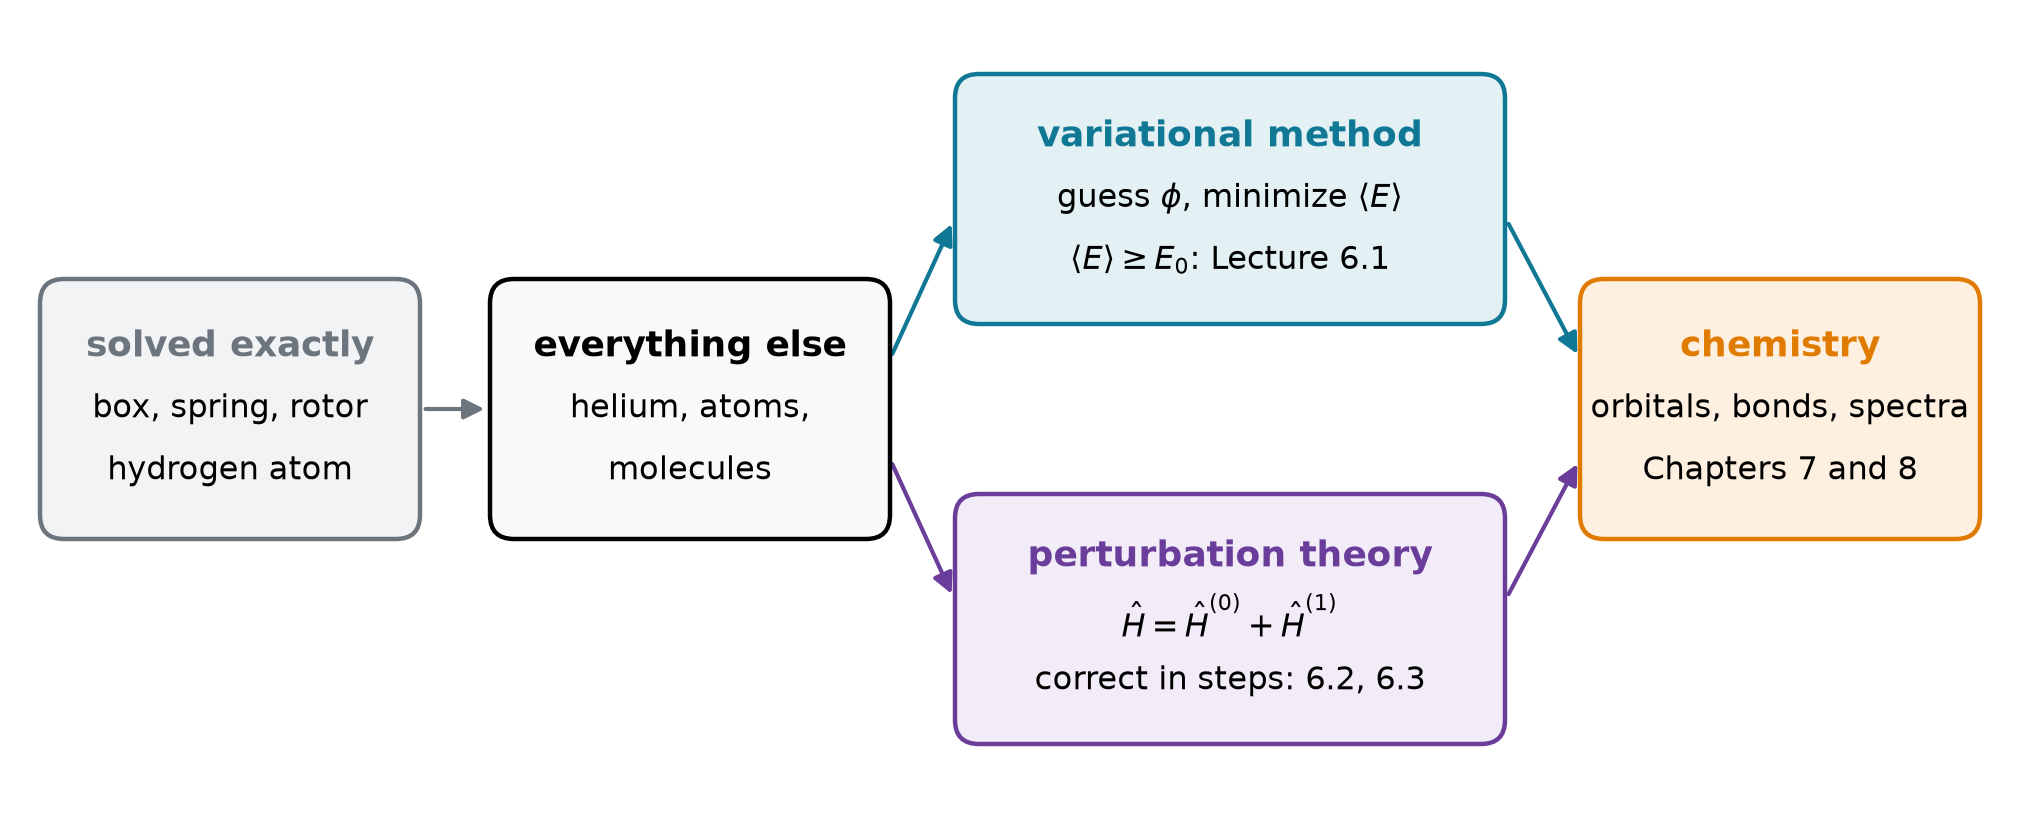 solved exactly
box, spring, rotor
hydrogen atom
everything else
helium, atoms,
molecules
variational method
guess ϕ, minimize ⟨E⟩
⟨E⟩ ≥ E₀: Lecture 6.1
perturbation theory
Ĥ = Ĥ⁽⁰⁾ + Ĥ⁽¹⁾
correct in steps: 6.2, 6.3
chemistry
orbitals, bonds, spectra
Chapters 7 and 8